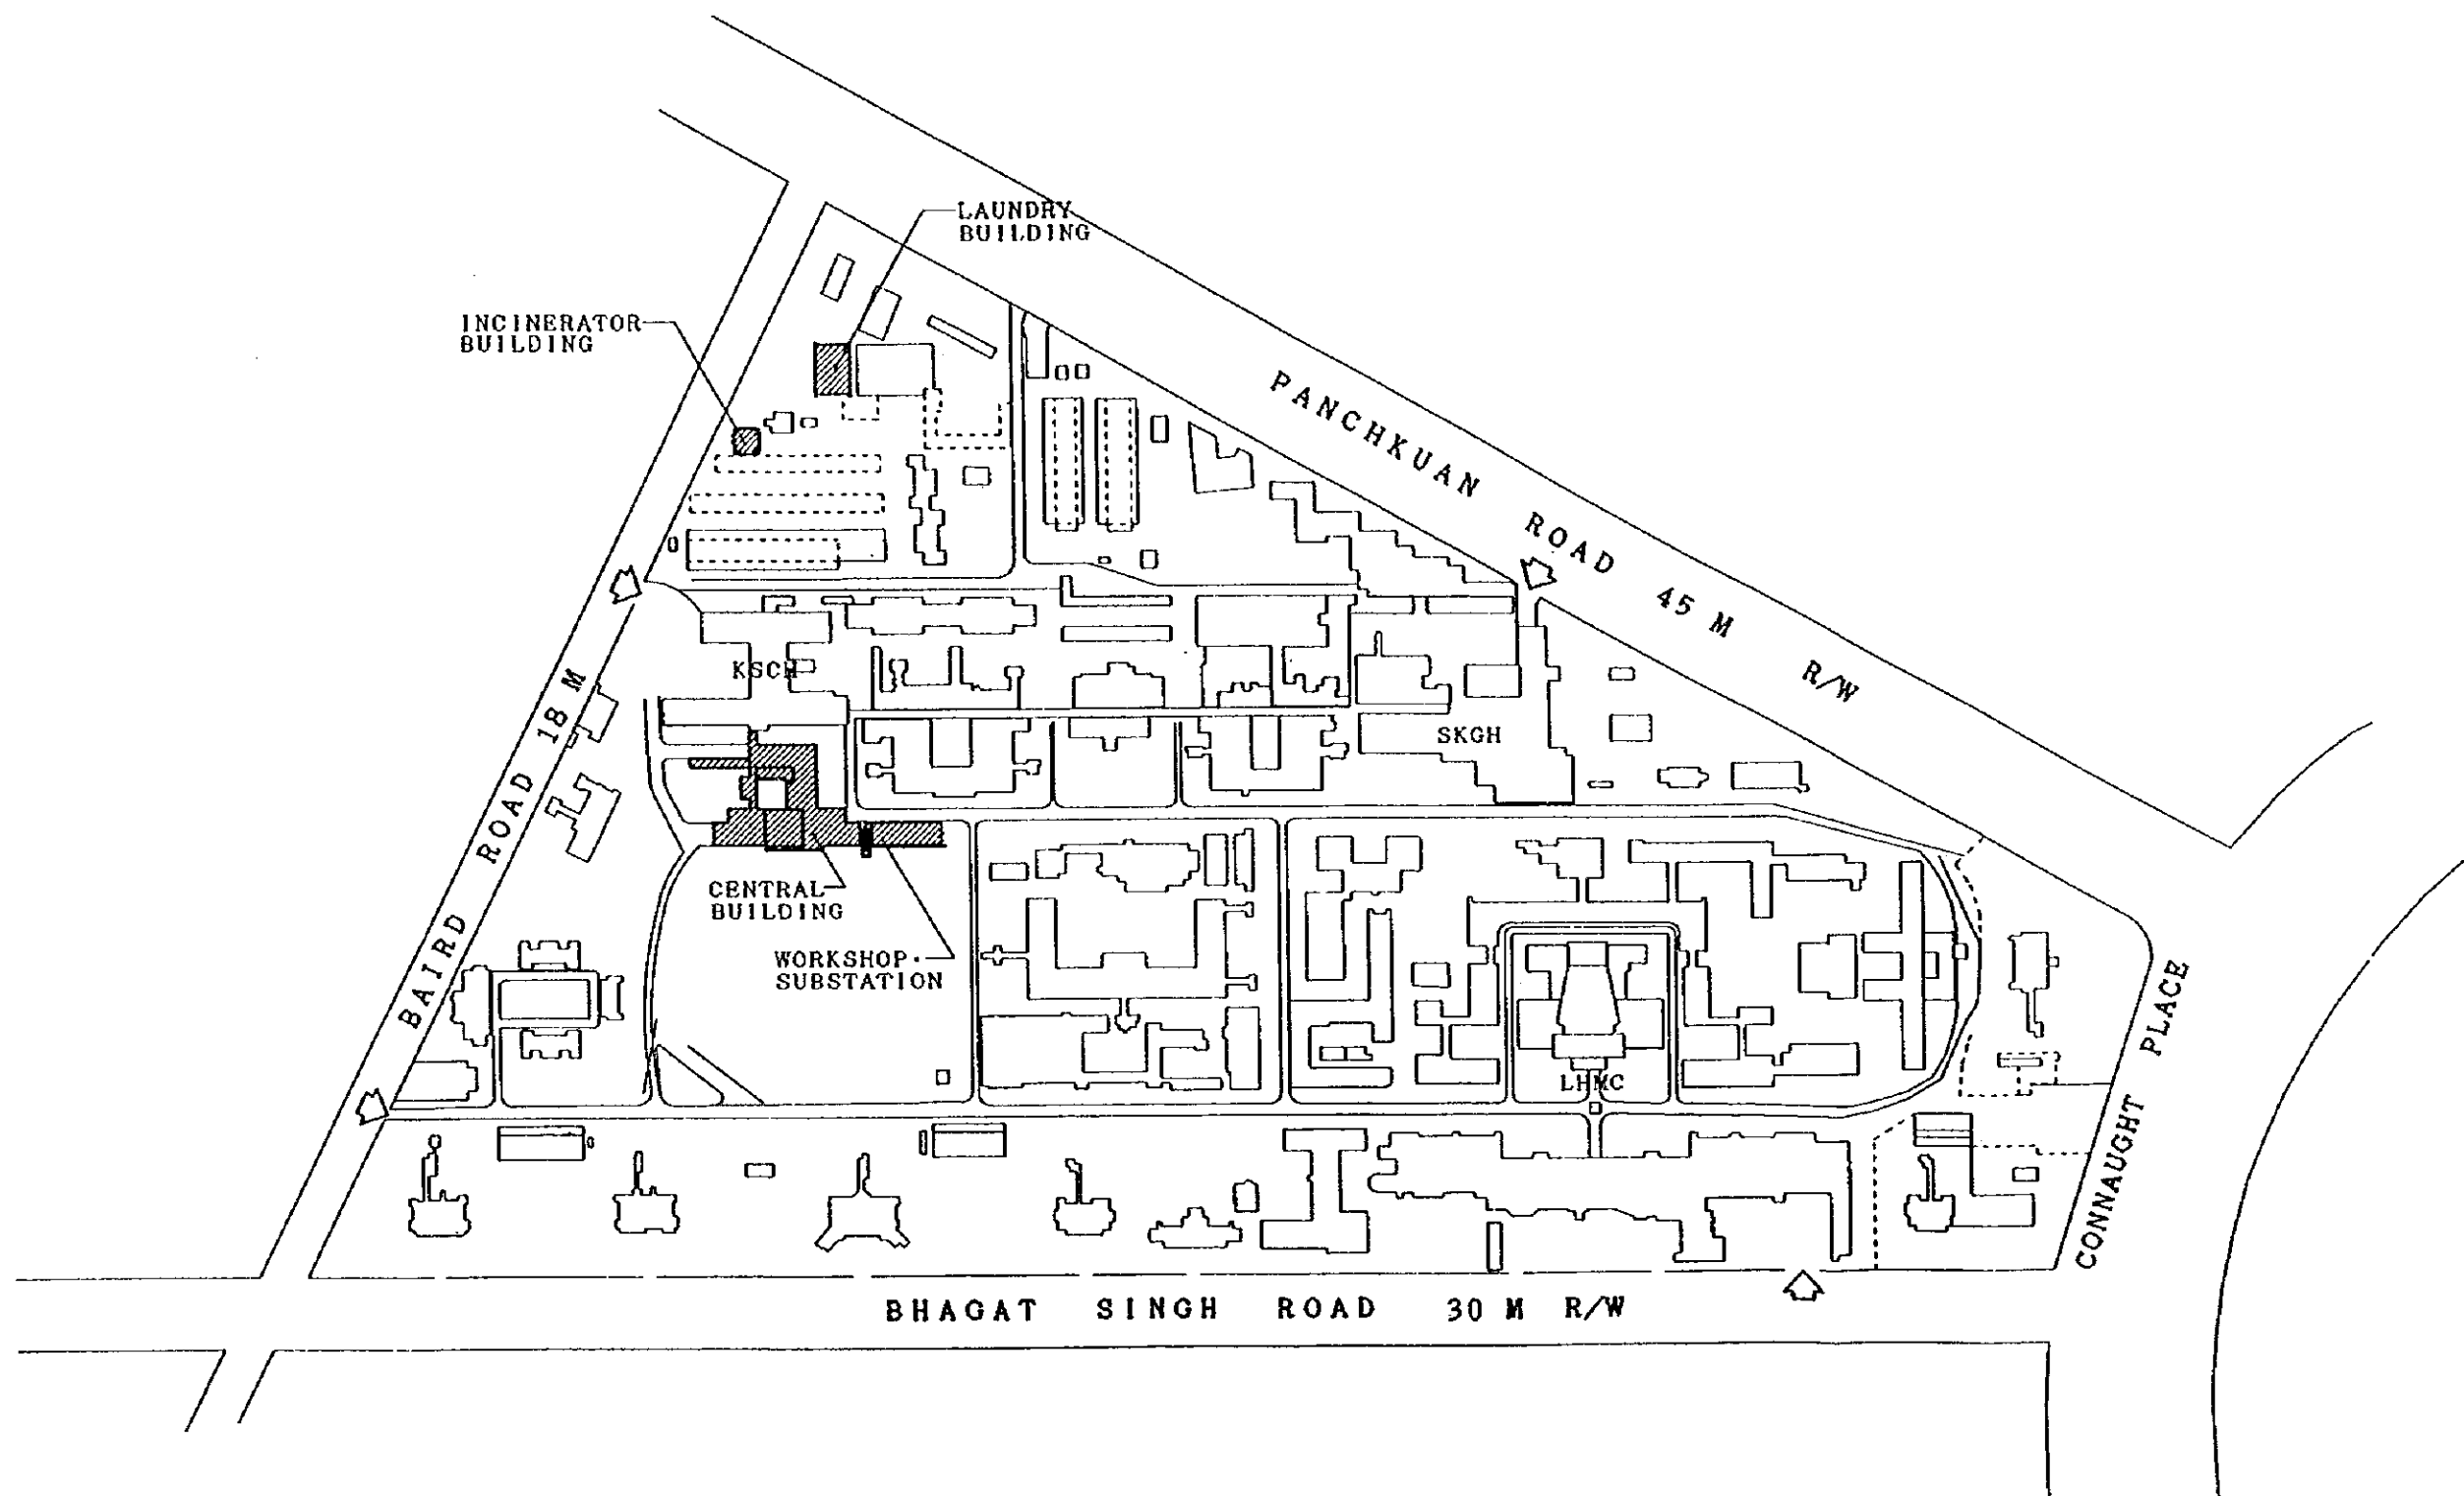 LAUNDRY
BUILDING
INCINERATOR
BUILDING
PANCHKUAN ROAD 45 M R/W
KSCH
BAIRD ROAD 18 M
SKGH
CENTRAL
BUILDING
WORKSHOP·
SUBSTATION
CONNAUGHT PLACE
LHMC
BHAGAT SINGH ROAD 30 M R/W